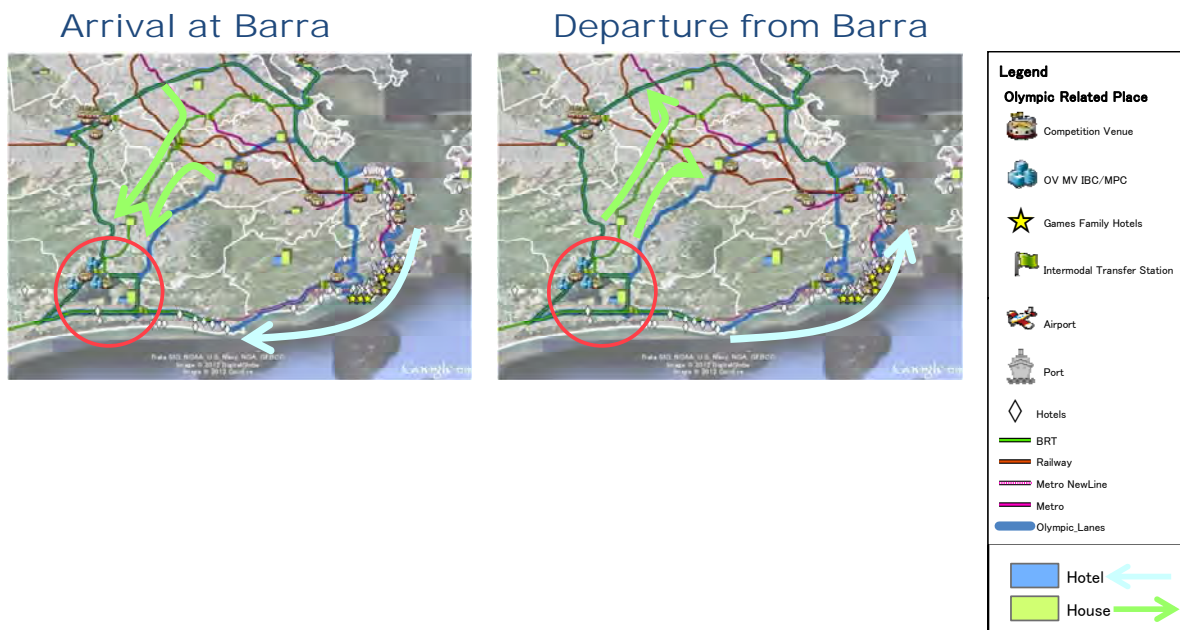 Arrival at Barra
Departure from Barra
Legend
Olympic Related Place
Competition Venue
OV MV IBC/MPC
Games Family Hotels
Intermodal Transfer Station
Airport
Port
Hotels
BRT
Railway
Metro NewLine
Metro
Olympic_Lanes
Hotel
House